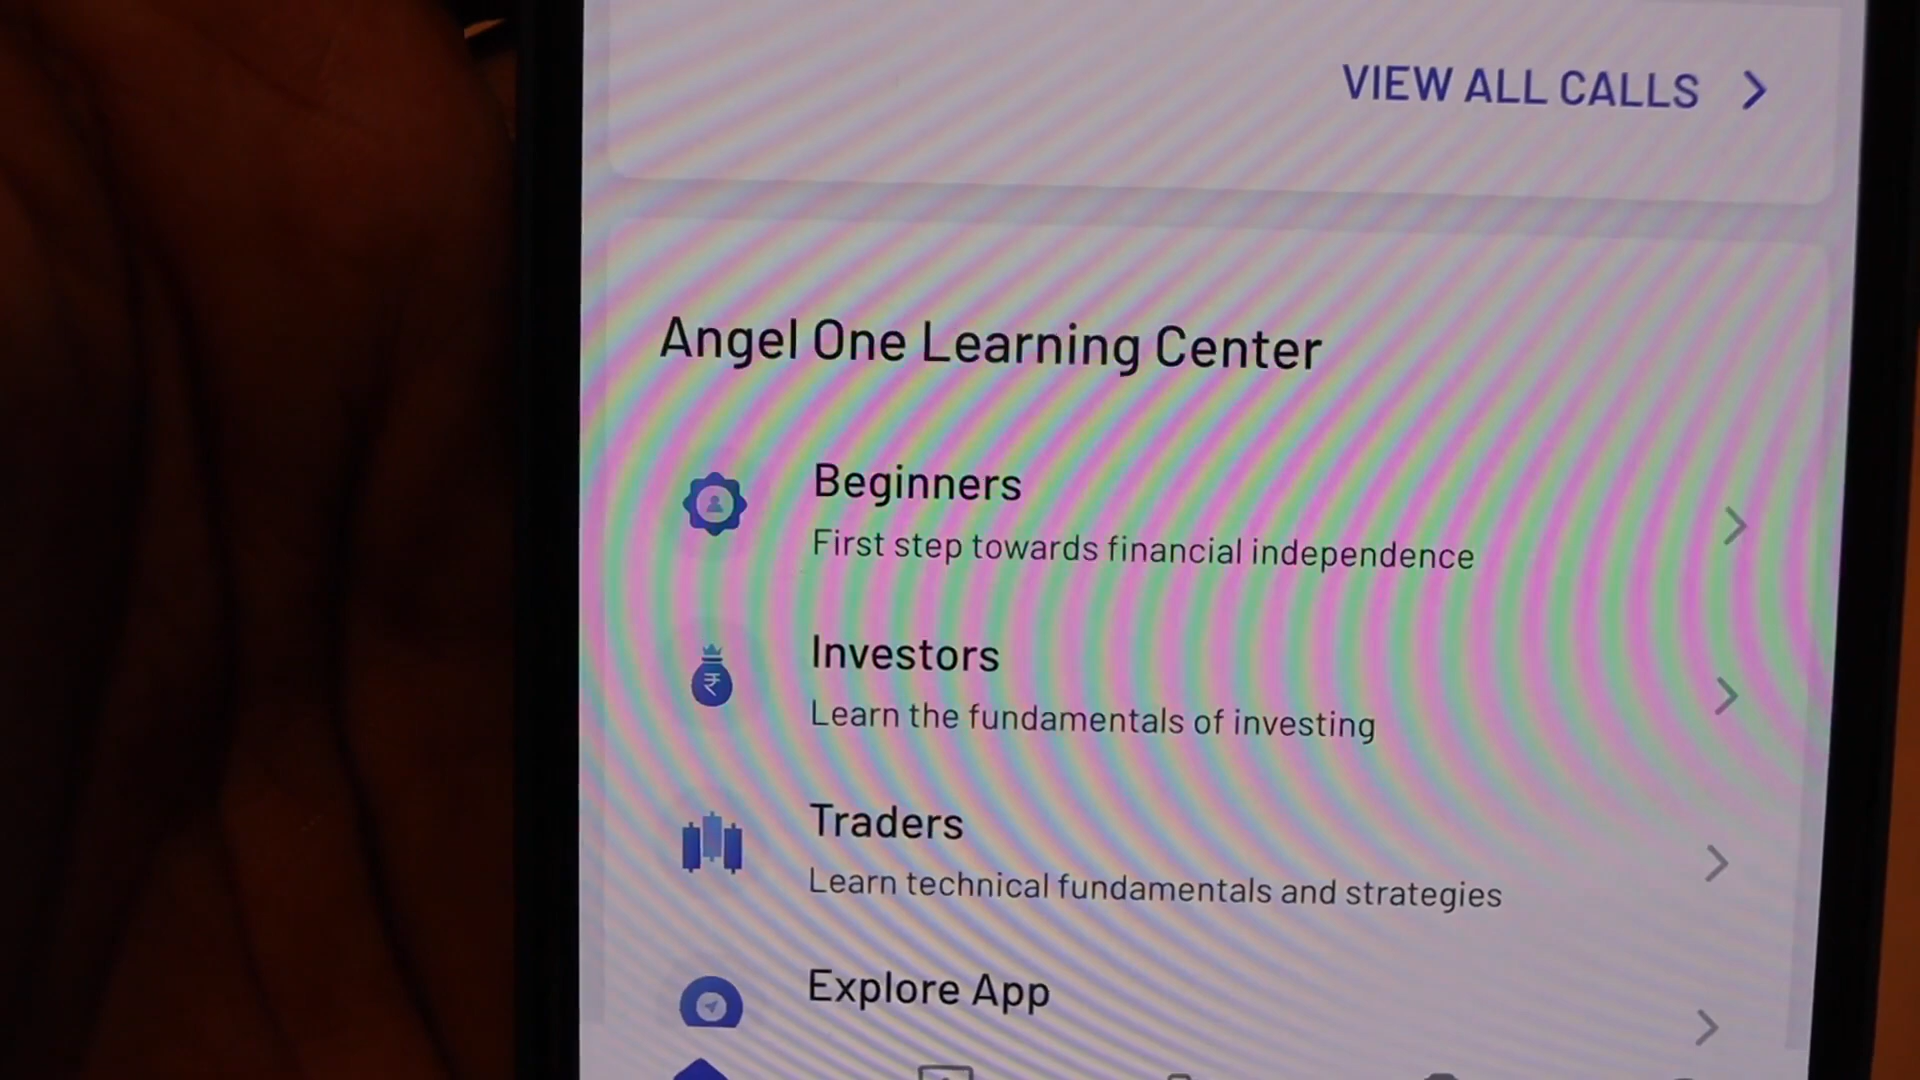 VIEW ALL CALLS
Angel One Learning Center
Beginners
First step towards financial independence
Investors
₹
Learn the fundamentals of investing
Traders
Learn technical fundamentals and strategies
Explore App